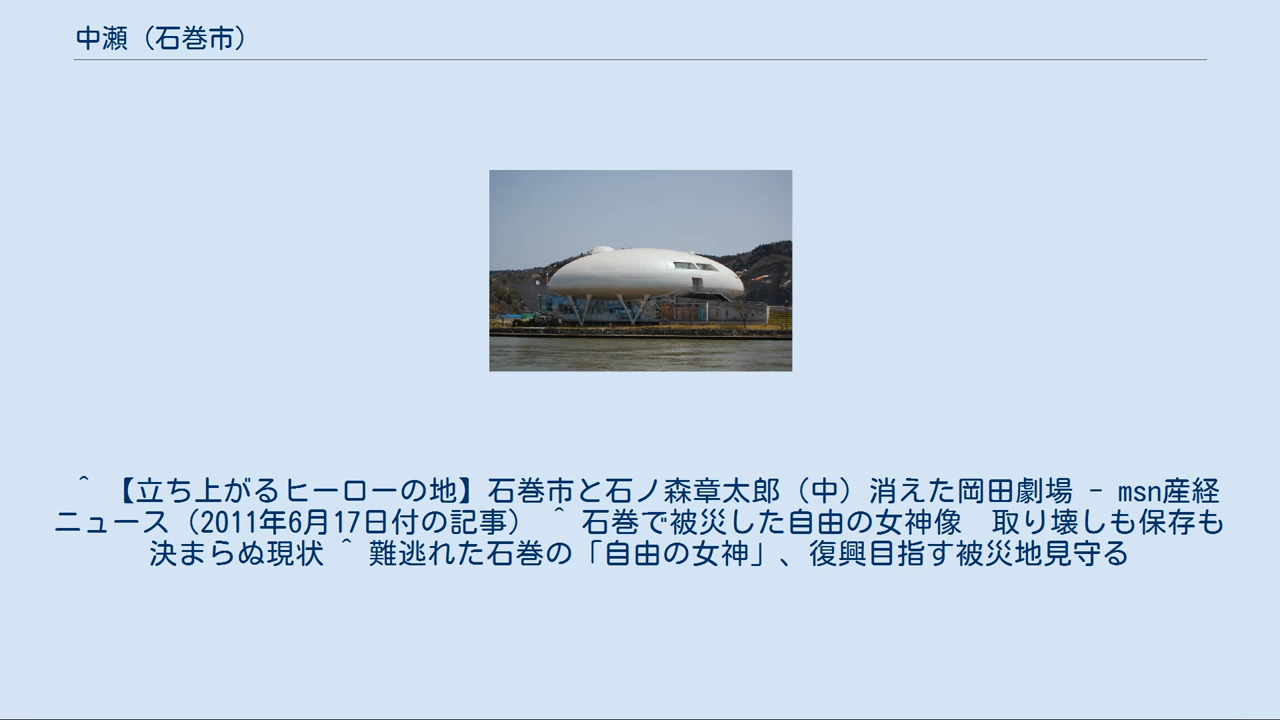 中瀬（石巻市）
＾ 【立ち上がるヒーローの地】石巻市と石ノ森章太郎（中）消えた岡田劇場 - msn産経
ニュース（2011年6月17日付の記事） ＾ 石巻で被災した自由の女神像　取り壊しも保存も
決まらぬ現状 ＾ 難逃れた石巻の「自由の女神」、復興目指す被災地見守る